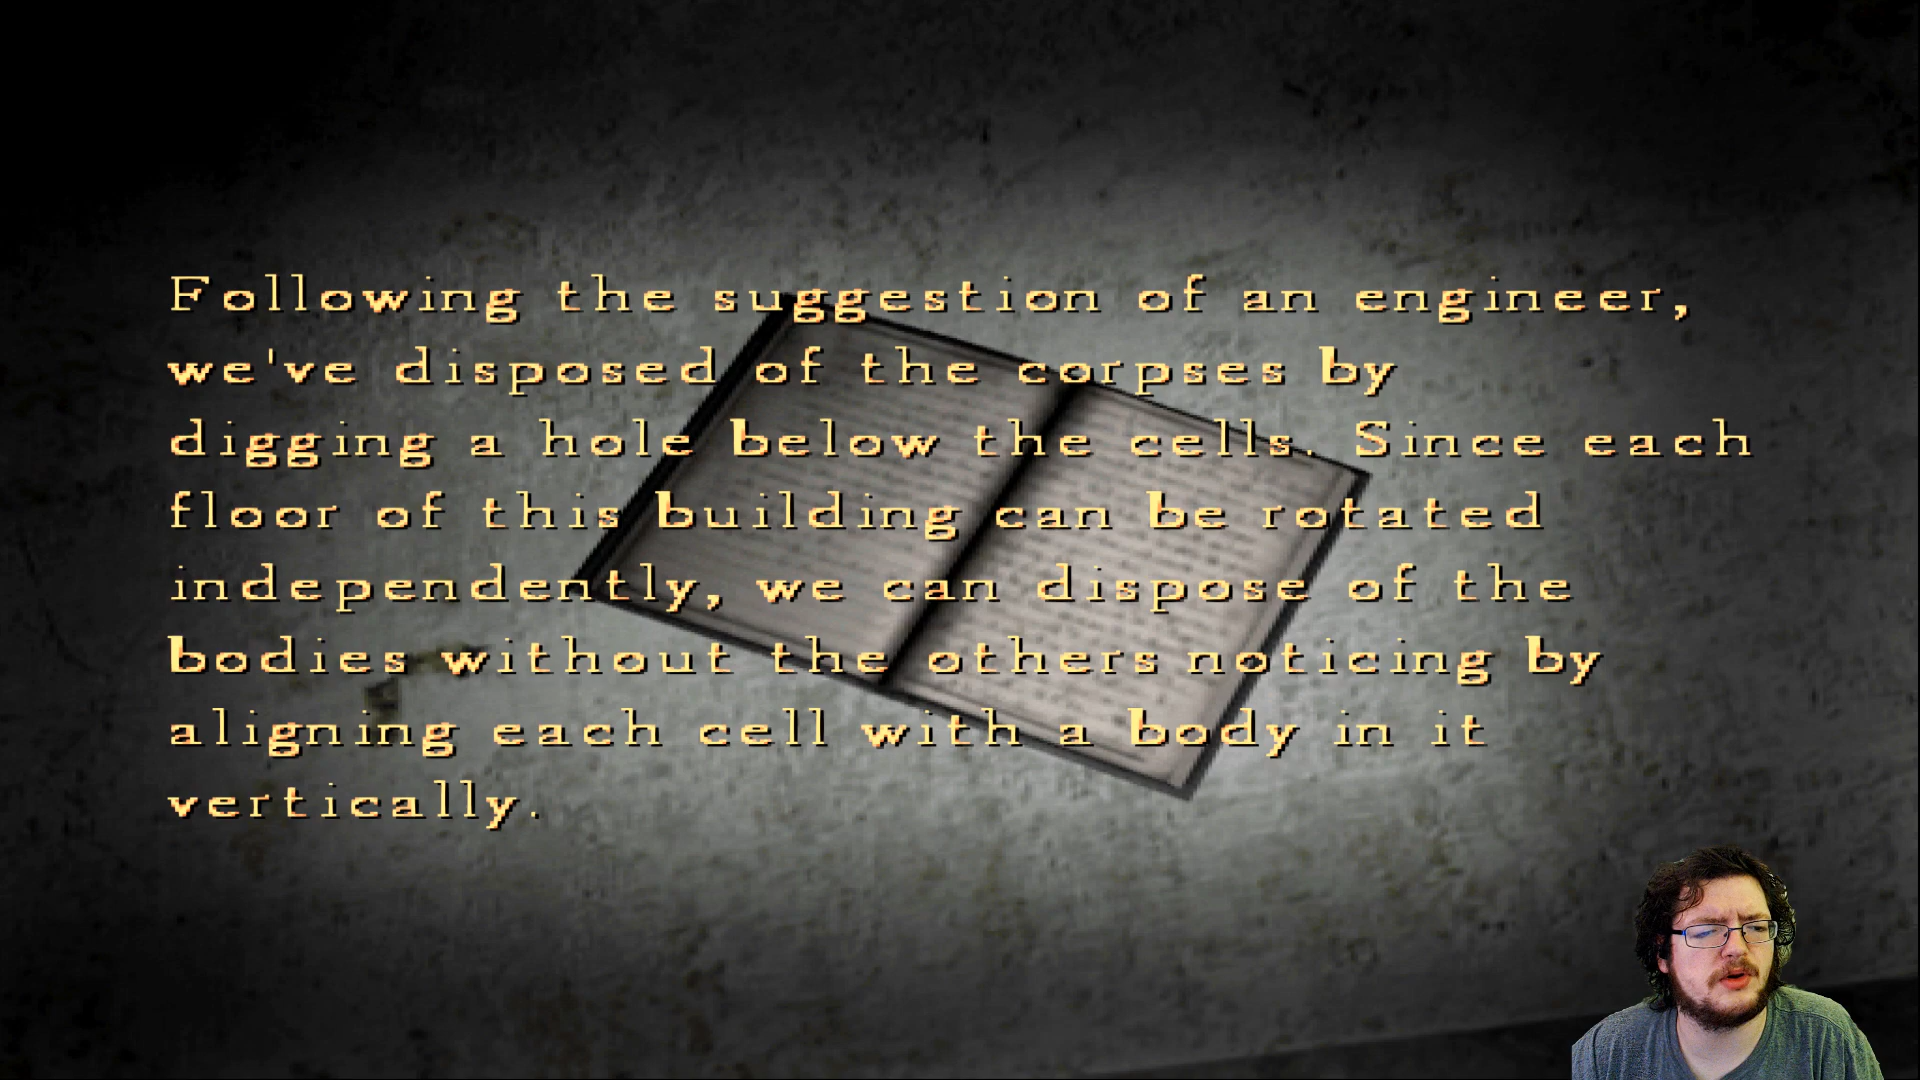 Following the suggestion of an engineer,
we've disposed of the corpses by
digging a hole below the cells. Since each
floor of this building can be rotated
independently, we can dispose of the
bodies without the others noticing by
aligning each cell with a body in it
vertically.